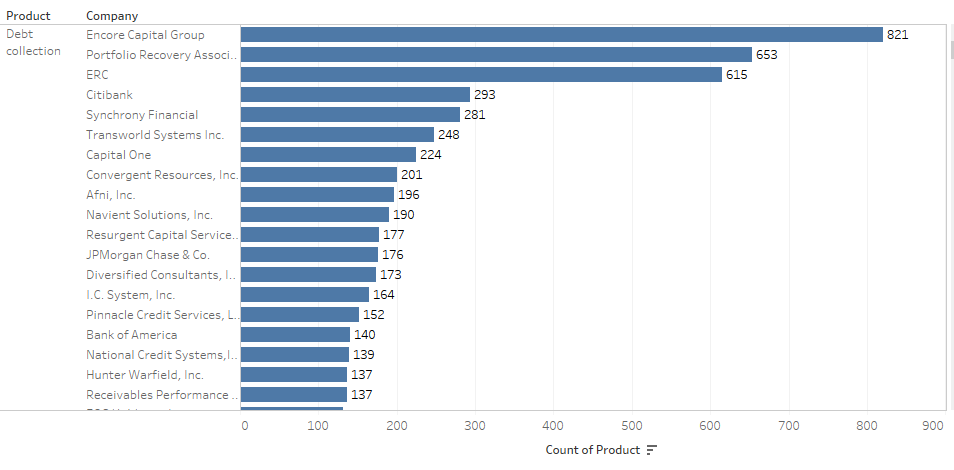 Product Company
Debt collection
Encore Capital Group 821
Portfolio Recovery Associ.. 653
ERC 615
Citibank 293
Synchrony Financial 281
Transworld Systems Inc. 248
Capital One 224
Convergent Resources, Inc. 201
Afni, Inc. 196
Navient Solutions, Inc. 190
Resurgent Capital Service.. 177
JPMorgan Chase & Co. 176
Diversified Consultants, I.. 173
I.C. System, Inc. 164
Pinnacle Credit Services, L.. 152
Bank of America 140
National Credit Systems,I.. 139
Hunter Warfield, Inc. 137
Receivables Performance .. 137
0 100 200 300 400 500 600 700 800 900
Count of Product